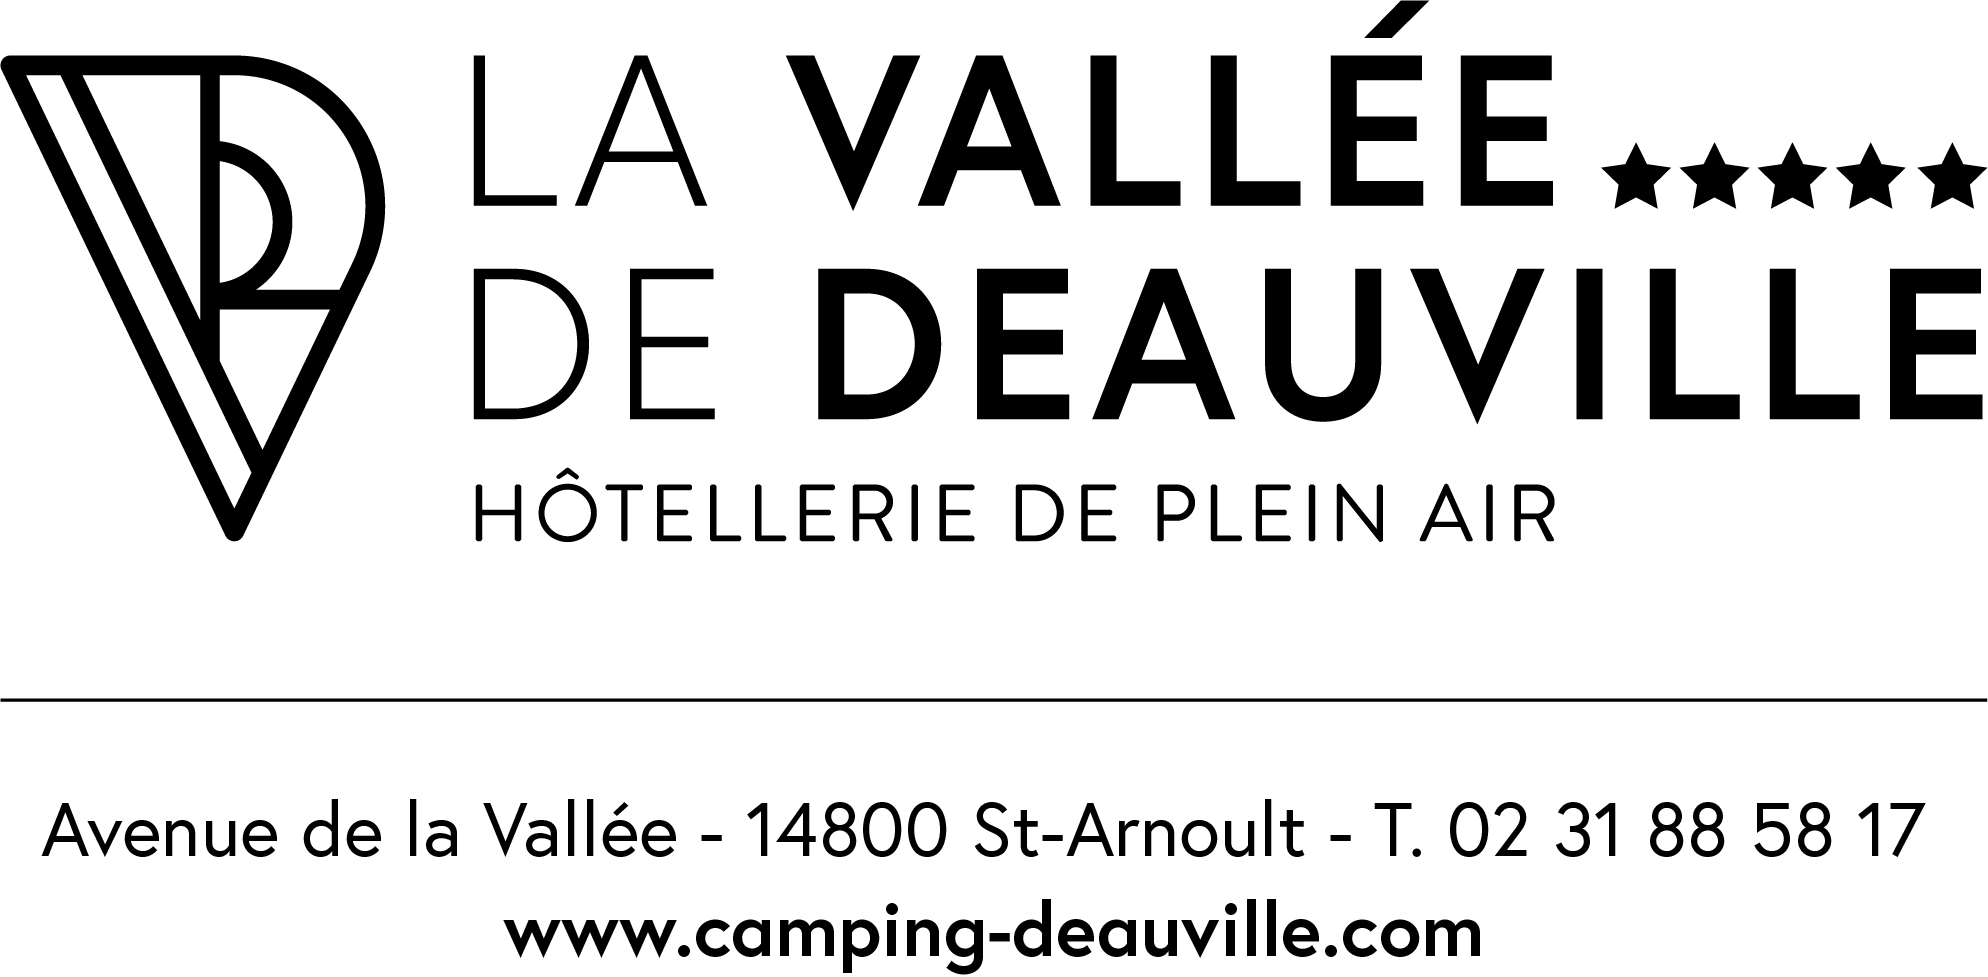 LA VALLÉE ★★★★★
DE DEAUVILLE
HÔTELLERIE DE PLEIN AIR
Avenue de la Vallée - 14800 St-Arnoult - T. 02 31 88 58 17
www.camping-deauville.com